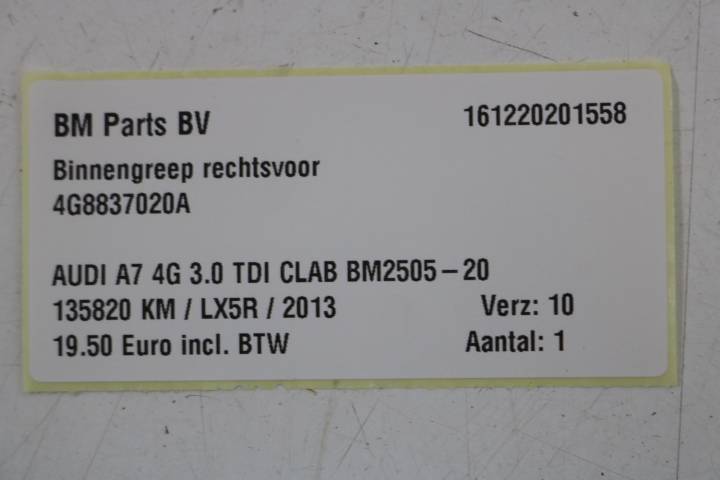 BM Parts BV 161220201558
Binnengreep rechtsvoor
4G8837020A
AUDI A7 4G 3.0 TDI CLAB BM2505-20
135820 KM / LX5R / 2013 Verz: 10
19.50 Euro incl. BTW Aantal: 1